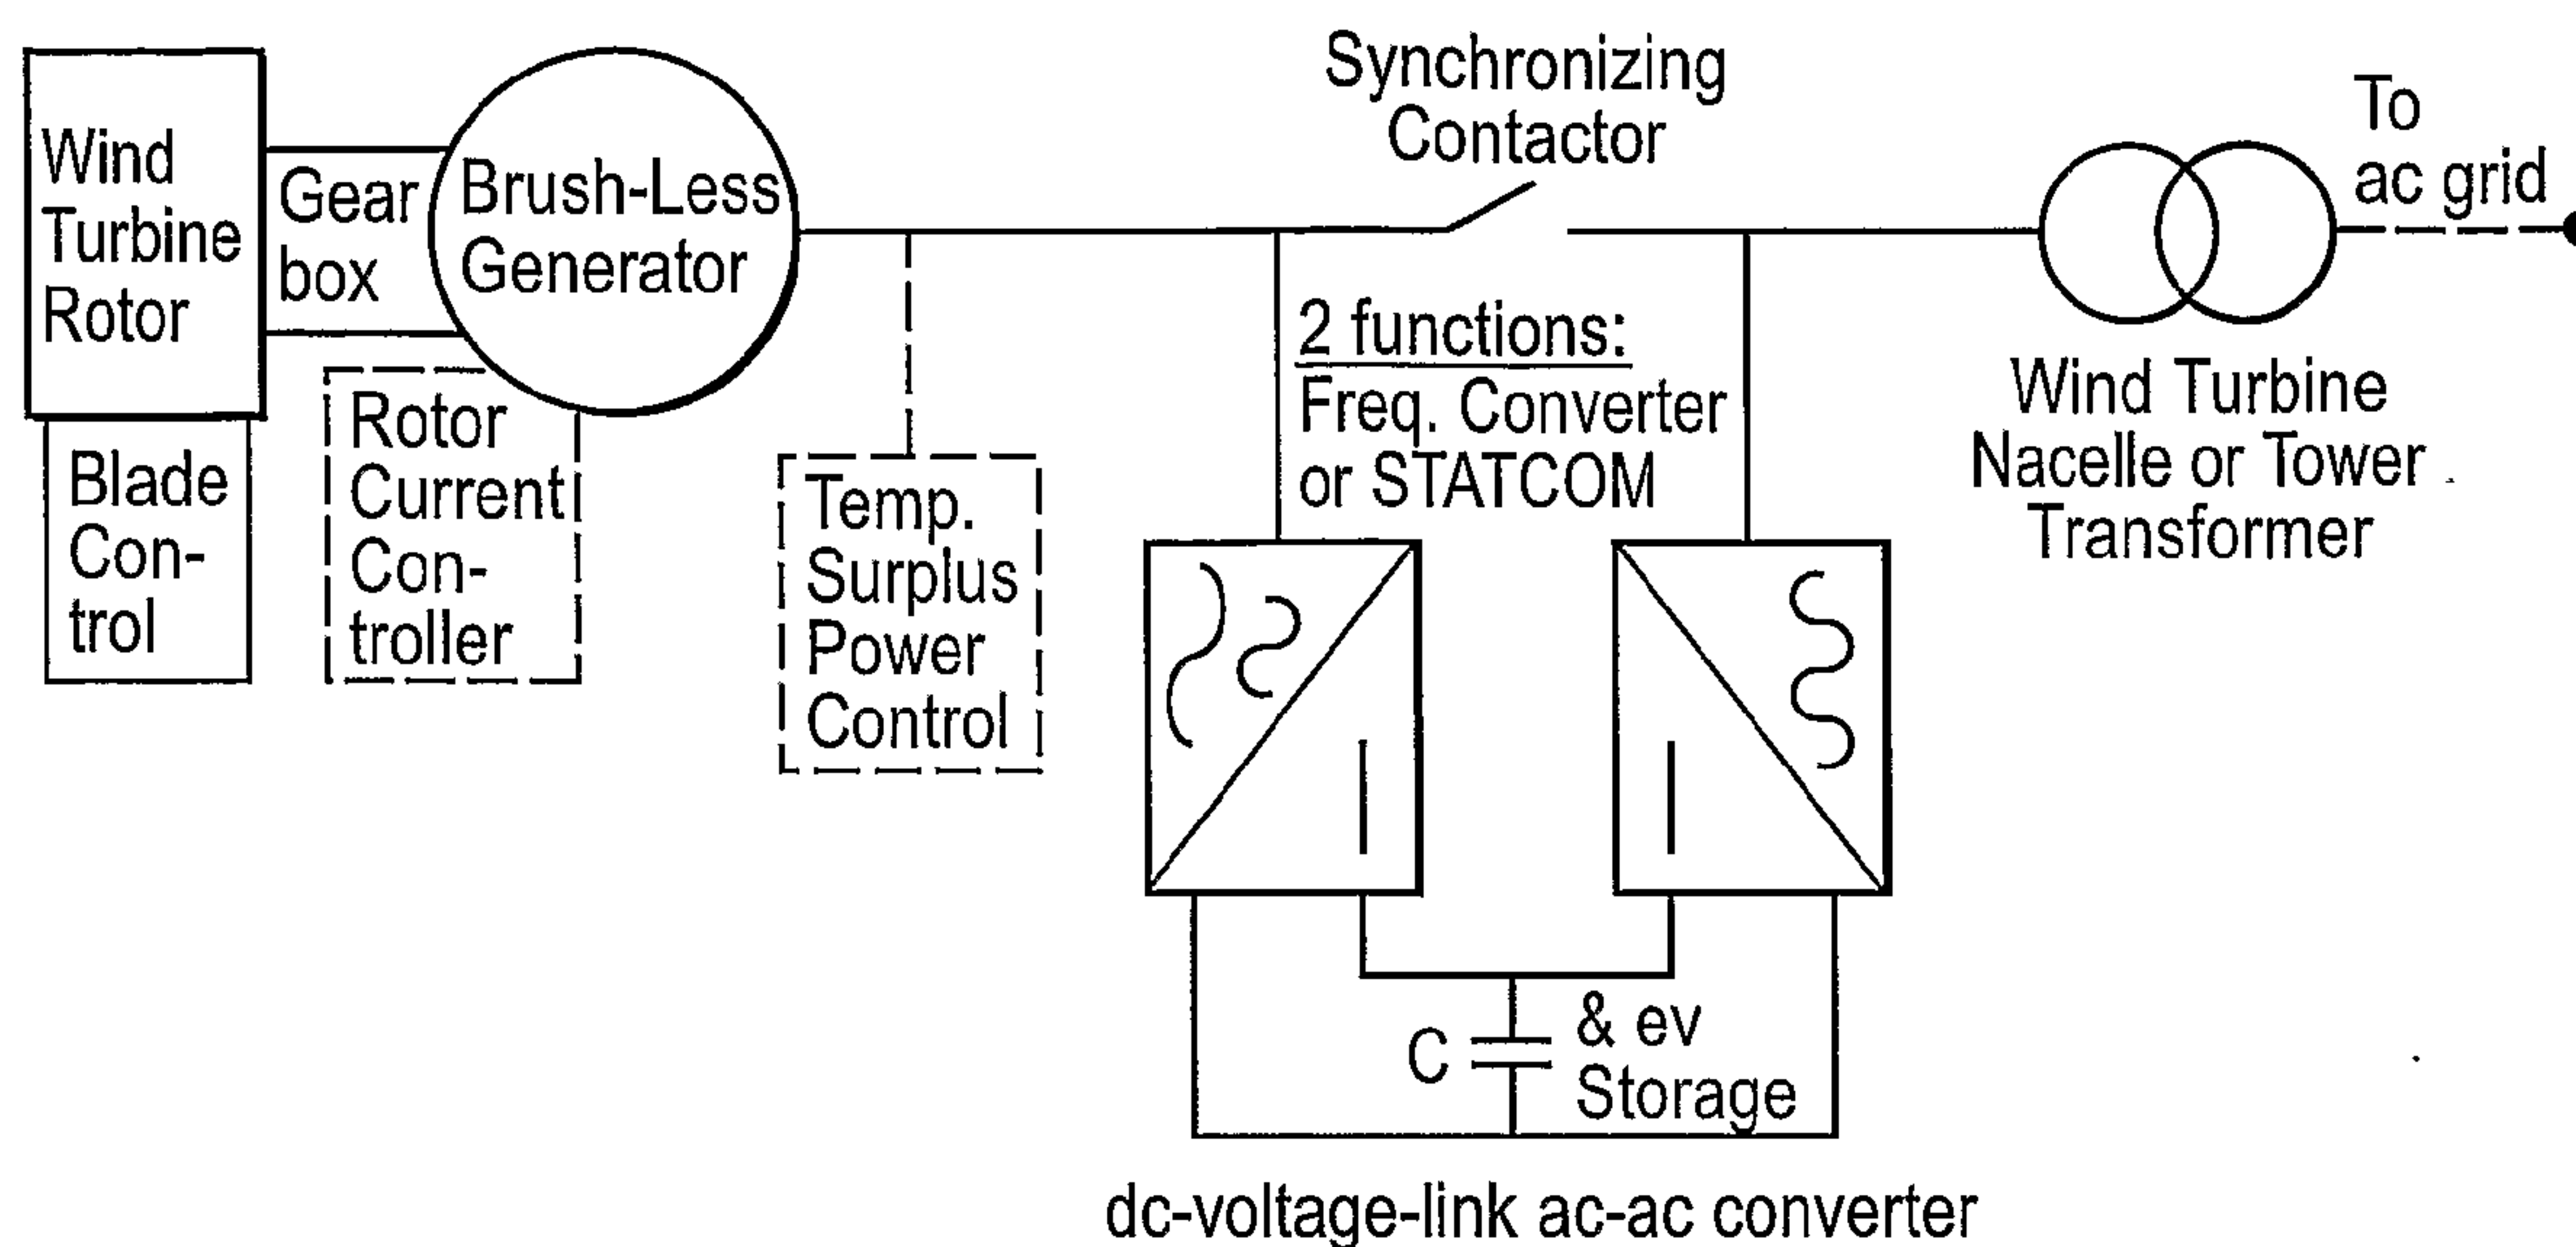 Wind
Turbine
Rotor
Gear
box
Brush-Less
Generator
Blade
Con-
trol
Rotor
Current
Con-
troller
Temp.
Surplus
Power
Control
Synchronizing
Contactor
2 functions:
Freq. Converter
or STATCOM
To
ac grid
Wind Turbine
Nacelle or Tower
Transformer
C
& ev
Storage
dc-voltage-link ac-ac converter